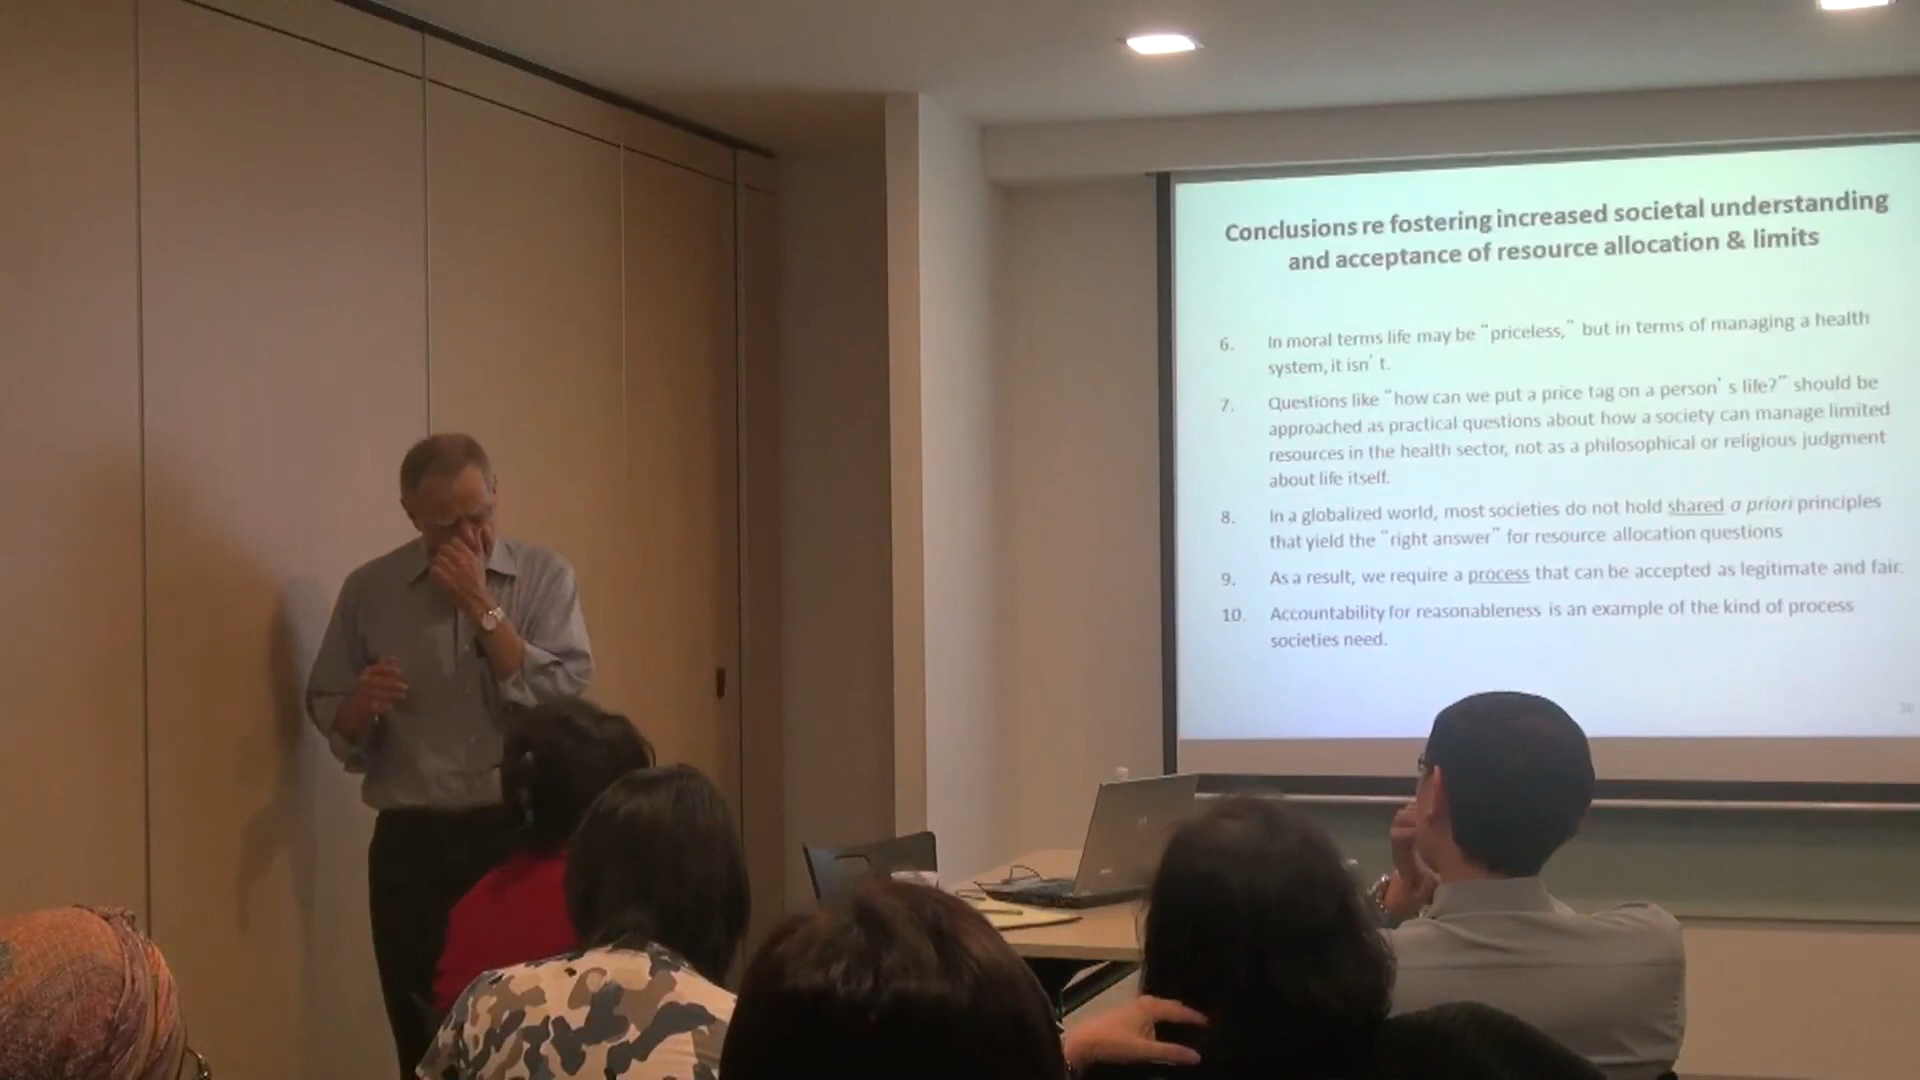 Conclusions re fostering increased societal understanding
and acceptance of resource allocation & limits
6. In moral terms life may be "priceless," but in terms of managing a health
system, it isn't.
7. Questions like "how can we put a price tag on a person's life?" should be
approached as practical questions about how a society can manage limited
resources in the health sector, not as a philosophical or religious judgment
about life itself.
8. In a globalized world, most societies do not hold shared a priori principles
that yield the "right answer" for resource allocation questions
9. As a result, we require a process that can be accepted as legitimate and fair.
10. Accountability for reasonableness is an example of the kind of process
societies need.